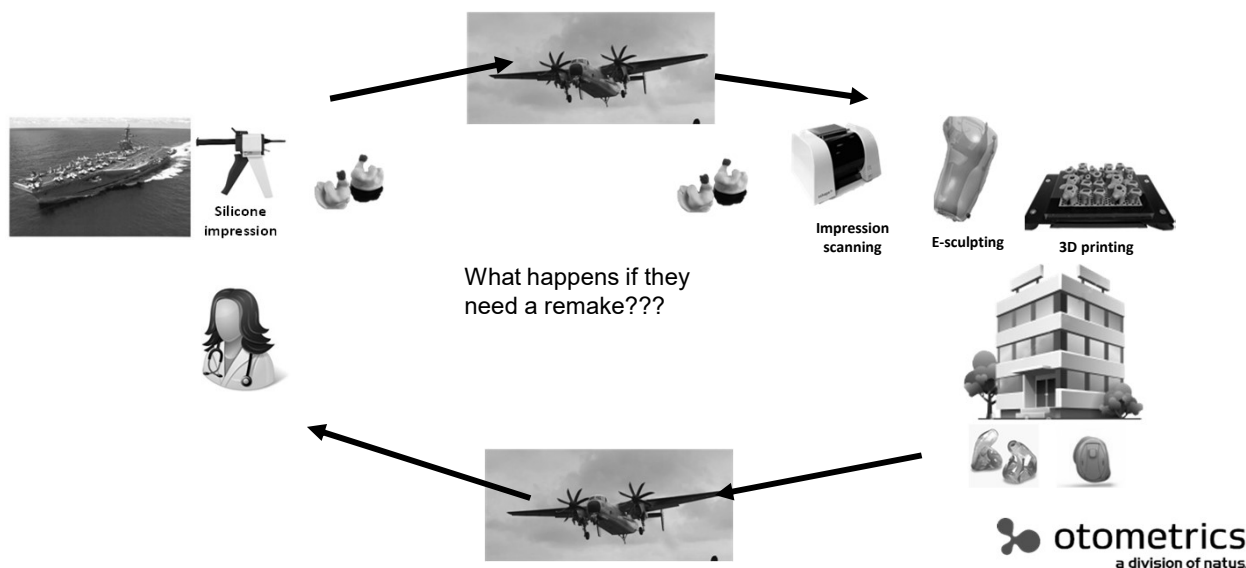 Silicone
impression
Impression
scanning
E-sculpting
3D printing
What happens if they
need a remake???
otometrics
a division of natus